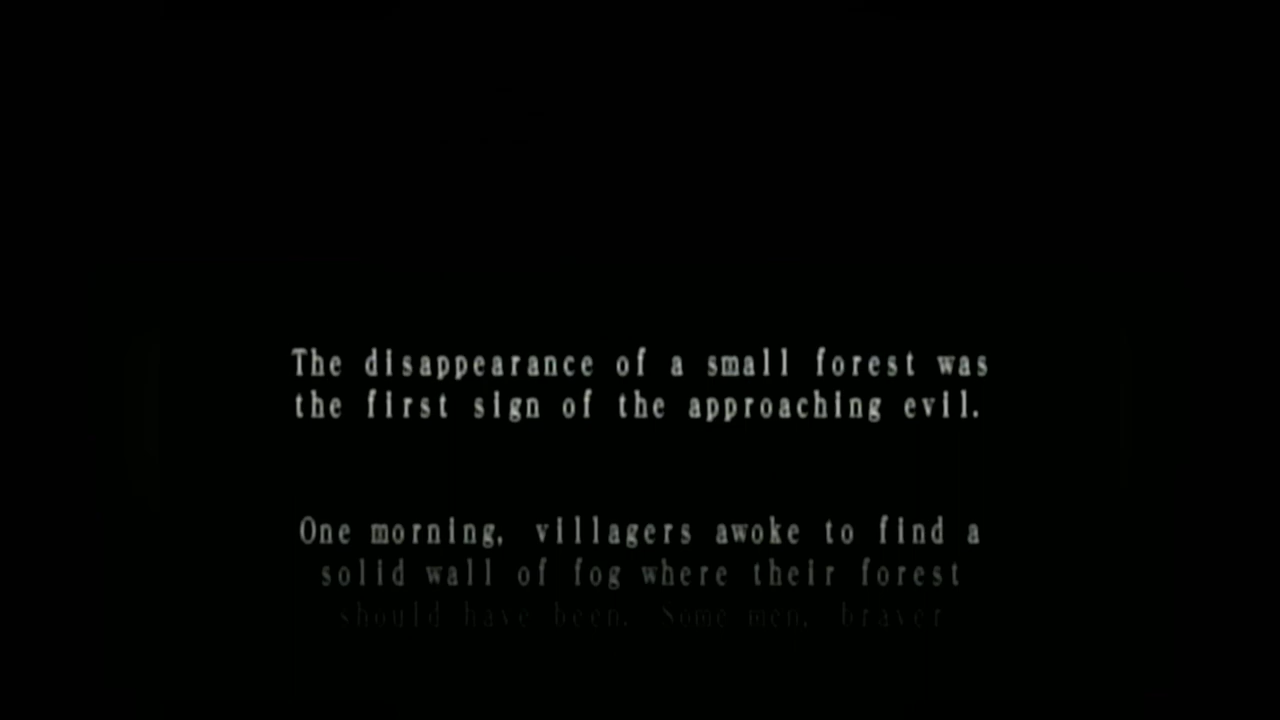 The disappearance of a small forest was
the first sign of the approaching evil.
One morning, villagers awoke to find a
solid wall of fog where their forest
should have been. Some men, braver